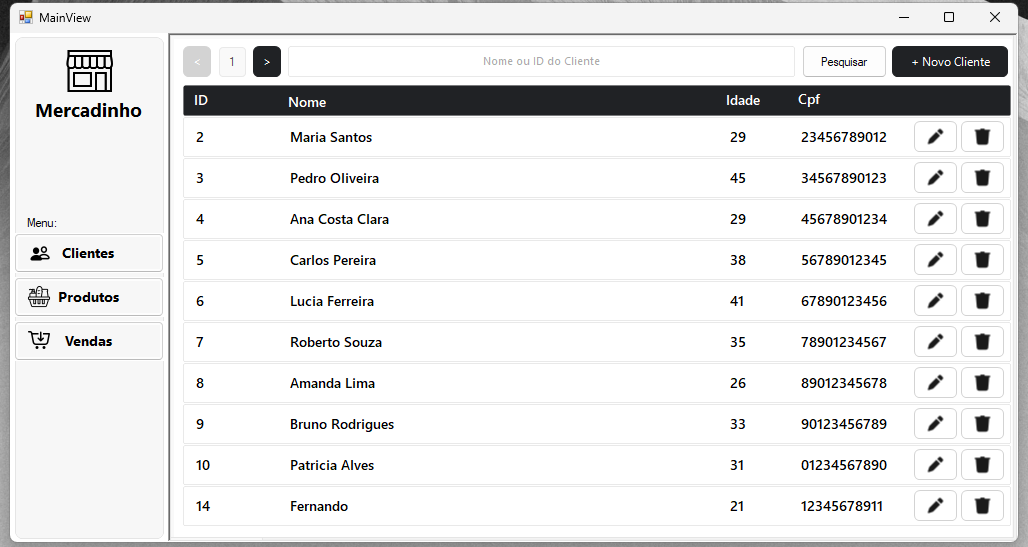 MainView
Mercadinho
Menu:
Clientes
Produtos
Vendas
< 1 > Nome ou ID do Cliente Pesquisar + Novo Cliente
ID Nome Idade Cpf
2 Maria Santos 29 23456789012
3 Pedro Oliveira 45 34567890123
4 Ana Costa Clara 29 45678901234
5 Carlos Pereira 38 56789012345
6 Lucia Ferreira 41 67890123456
7 Roberto Souza 35 78901234567
8 Amanda Lima 26 89012345678
9 Bruno Rodrigues 33 90123456789
10 Patricia Alves 31 01234567890
14 Fernando 21 12345678911